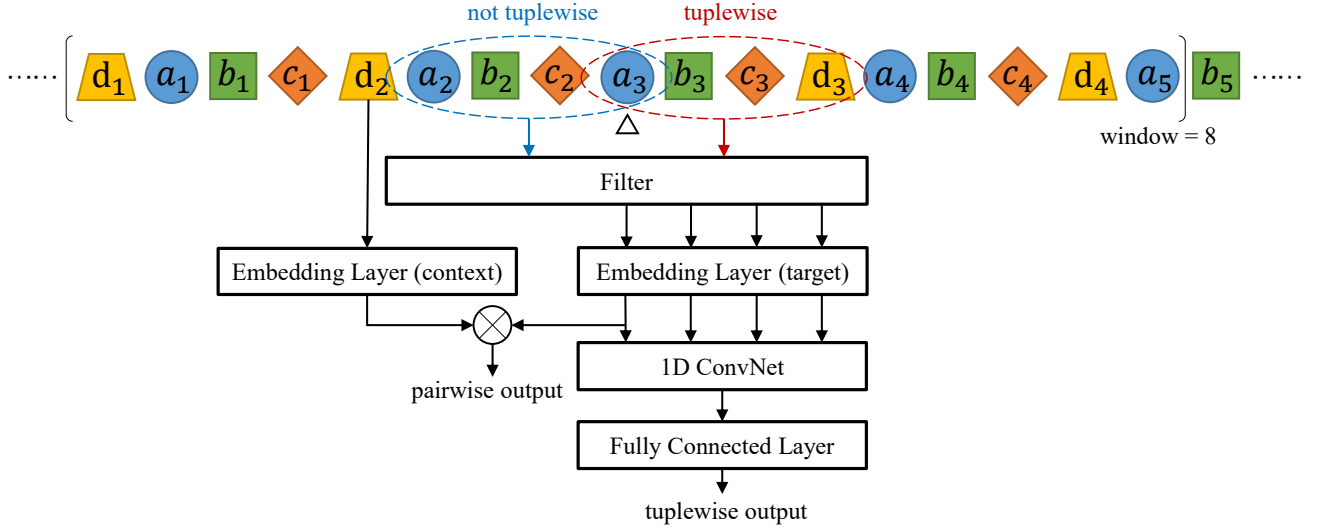 not tuplewise tuplewise
...... d₁ a₁ b₁ c₁ d₂ a₂ b₂ c₂ a₃ b₃ c₃ d₃ a₄ b₄ c₄ d₄ a₅ b₅ ......
window = 8
Filter
Embedding Layer (context) Embedding Layer (target)
1D ConvNet
pairwise output
Fully Connected Layer
tuplewise output